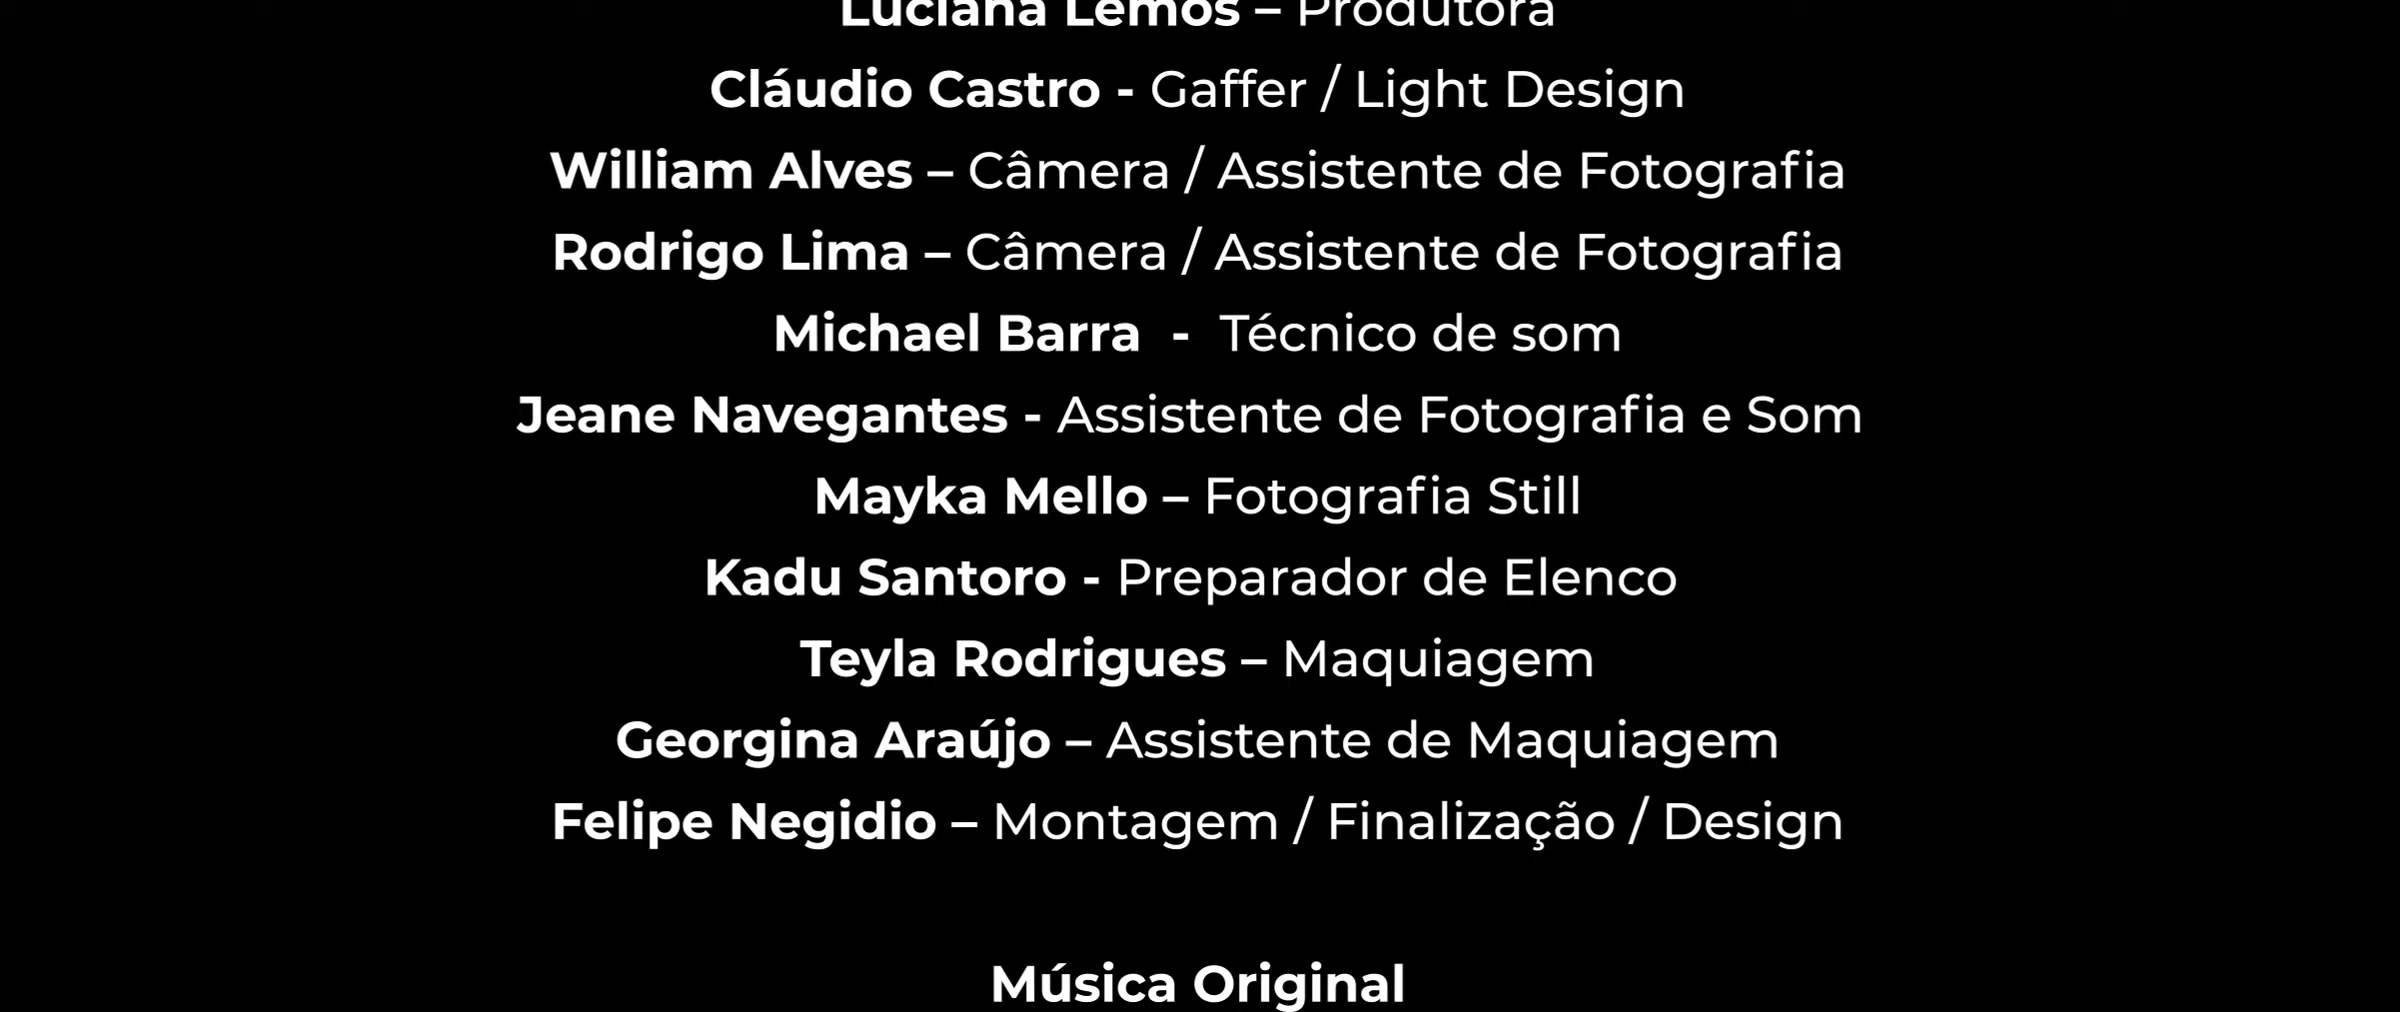 Luciana Lemos – Produtora
Cláudio Castro - Gaffer / Light Design
William Alves – Câmera / Assistente de Fotografia
Rodrigo Lima – Câmera / Assistente de Fotografia
Michael Barra  -  Técnico de som
Jeane Navegantes - Assistente de Fotografia e Som
Mayka Mello – Fotografia Still
Kadu Santoro - Preparador de Elenco
Teyla Rodrigues – Maquiagem
Georgina Araújo – Assistente de Maquiagem
Felipe Negidio – Montagem / Finalização / Design
Música Original